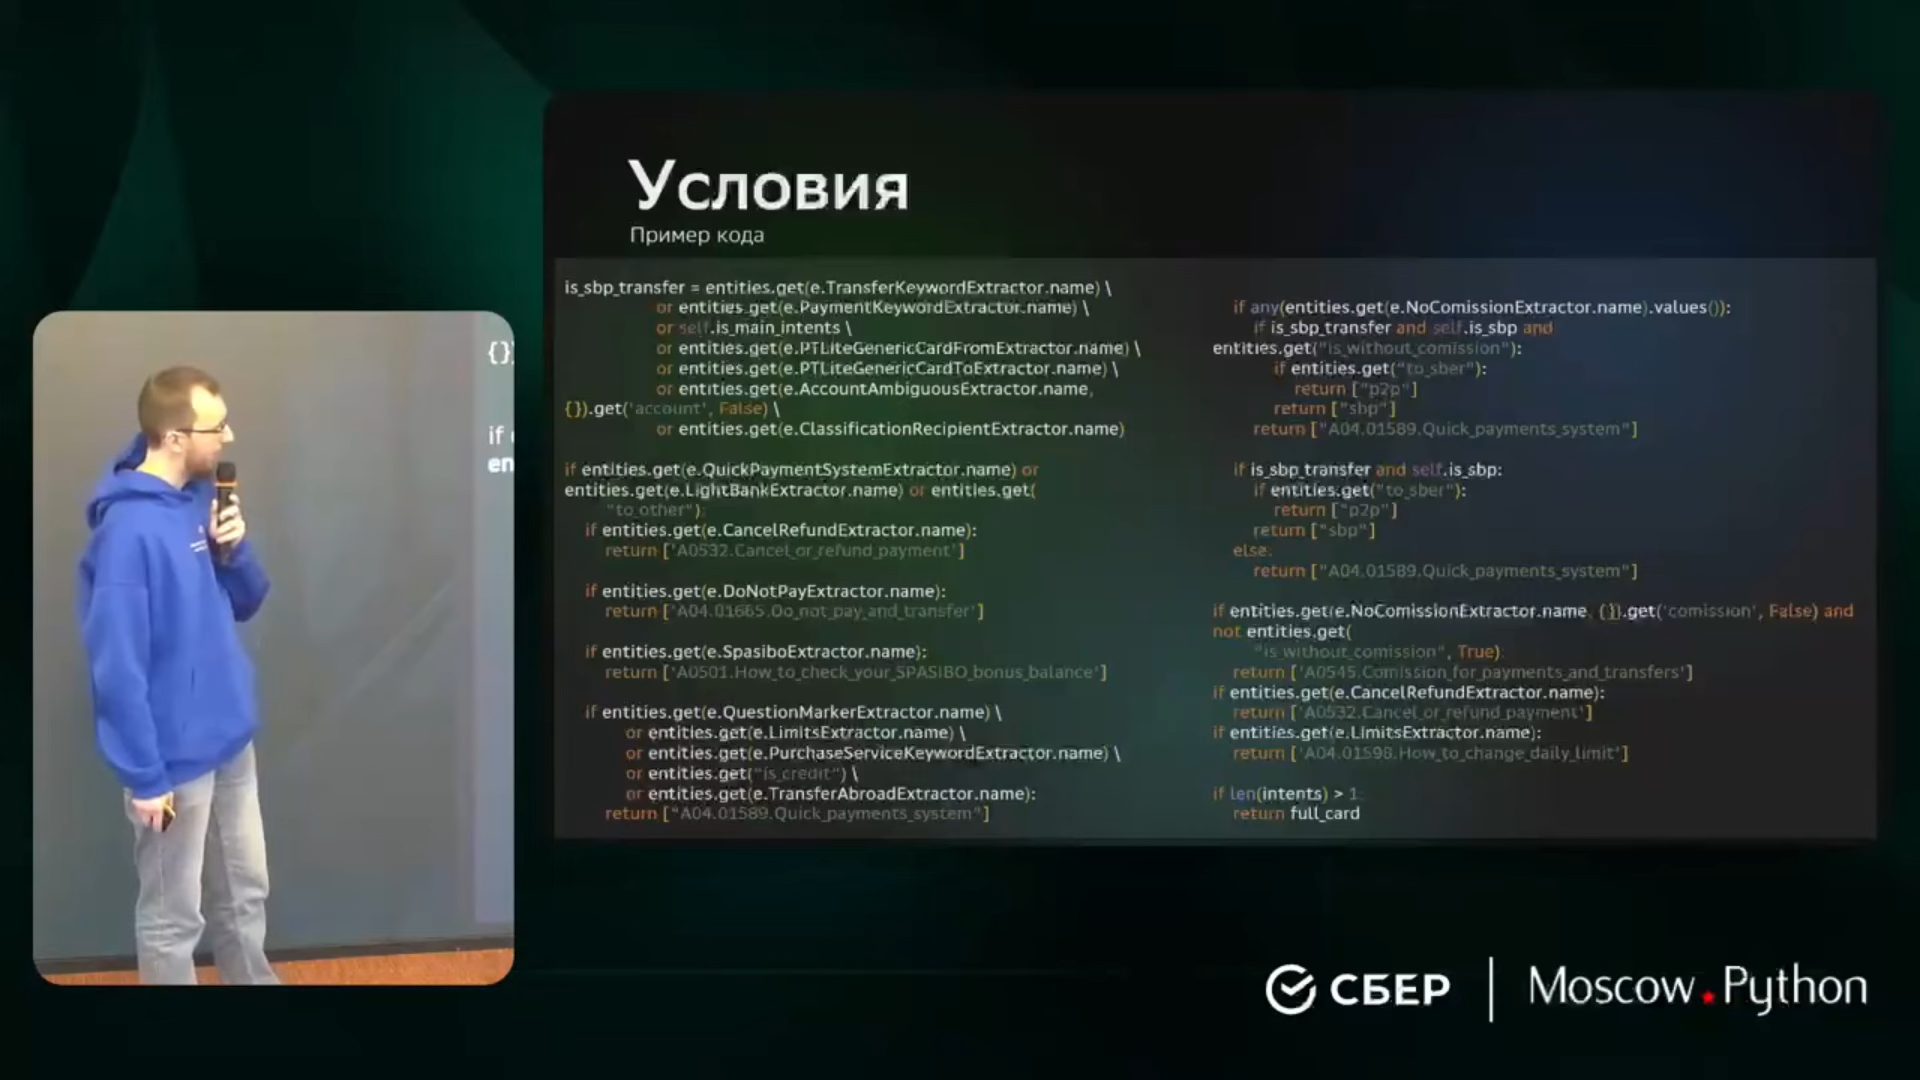 Условия
Пример кода
is_sbp_transfer = entities.get(e.TransferKeywordExtractor.name) \
or entities.get(e.PaymentKeywordExtractor.name) \
or self.is_main_intents \
or entities.get(e.PTLiteGenericCardFromExtractor.name) \
or entities.get(e.PTLiteGenericCardToExtractor.name) \
or entities.get(e.AccountAmbiguousExtractor.name,
{}).get('account', False) \
or entities.get(e.ClassificationRecipientExtractor.name)
if entities.get(e.QuickPaymentSystemExtractor.name) or
entities.get(e.LightBankExtractor.name) or entities.get(
"to_other"):
if entities.get(e.CancelRefundExtractor.name):
return ['A0532.Cancel_or_refund_payment']
if entities.get(e.DoNotPayExtractor.name):
return ['A04.01665.Do_not_pay_and_transfer']
if entities.get(e.SpasiboExtractor.name):
return ['A0501.How_to_check_your_SPASIBO_bonus_balance']
if entities.get(e.QuestionMarkerExtractor.name) \
or entities.get(e.LimitsExtractor.name) \
or entities.get(e.PurchaseServiceKeywordExtractor.name) \
or entities.get("is_credit") \
or entities.get(e.TransferAbroadExtractor.name):
return ["A04.01589.Quick_payments_system"]
if any(entities.get(e.NoComissionExtractor.name).values()):
if is_sbp_transfer and self.is_sbp and
entities.get("is_without_comission"):
if entities.get("to_sber"):
return ["p2p"]
return ["sbp"]
return ["A04.01589.Quick_payments_system"]
if is_sbp_transfer and self.is_sbp:
if entities.get("to_sber"):
return ["p2p"]
return ["sbp"]
else:
return ["A04.01589.Quick_payments_system"]
if entities.get(e.NoComissionExtractor.name, {}).get('comission', False) and
not entities.get(
"is_without_comission", True):
return ['A0545.Comission_for_payments_and_transfers']
if entities.get(e.CancelRefundExtractor.name):
return ['A0532.Cancel_or_refund_payment']
if entities.get(e.LimitsExtractor.name):
return ['A04.01598.How_to_change_daily_limit']
if len(intents) > 1:
return full_card
{})
if
en
СБЕР
Moscow Python